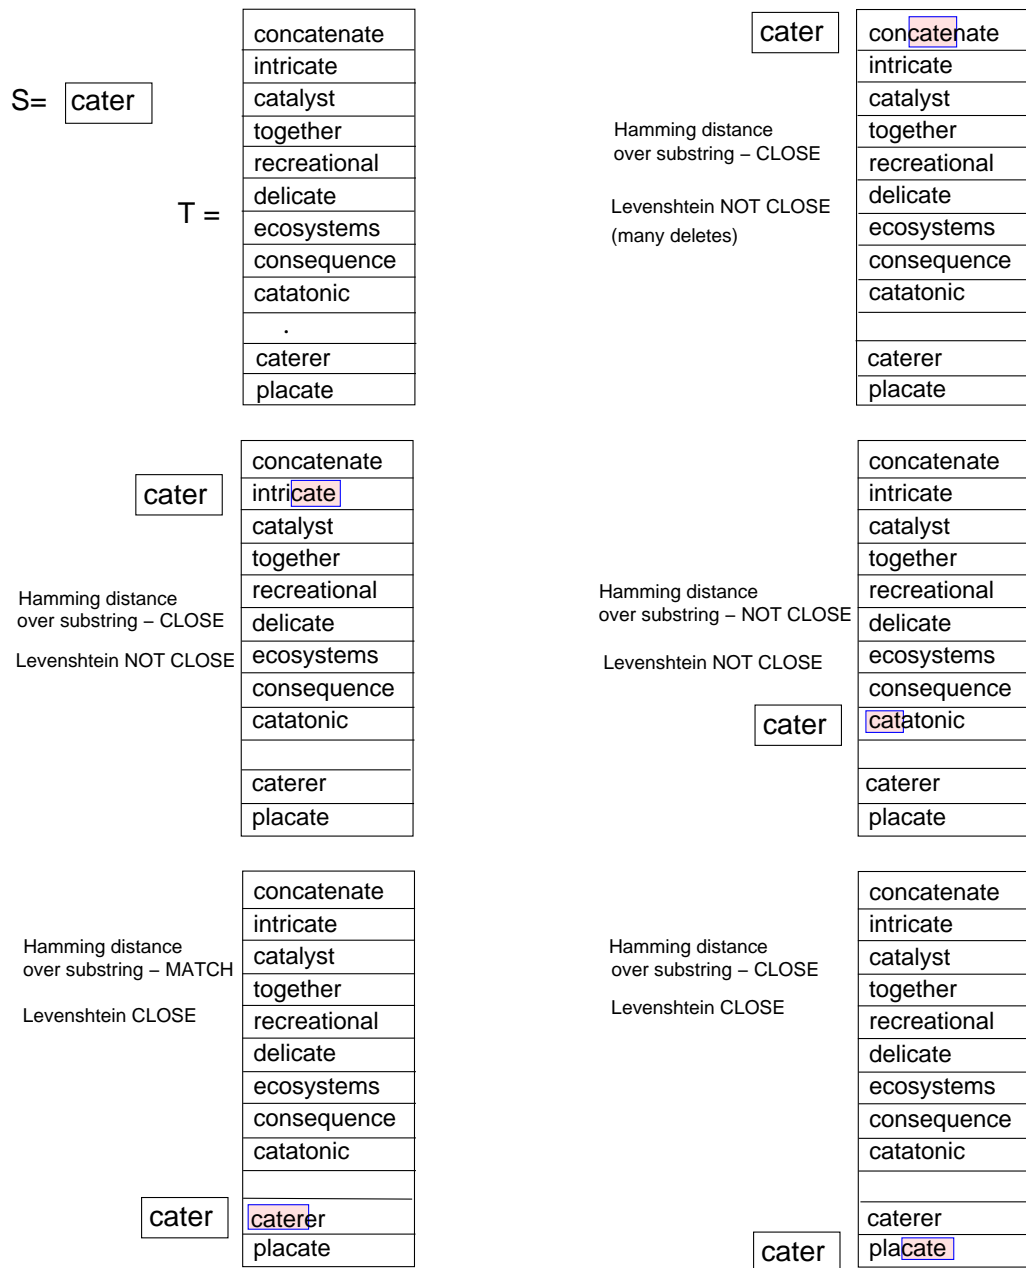 S= cater
T =
concatenate
intricate
catalyst
together
recreational
delicate
ecosystems
consequence
catatonic
.
caterer
placate
cater
Hamming distance
over substring – CLOSE
Levenshtein NOT CLOSE
(many deletes)
concatenate
intricate
catalyst
together
recreational
delicate
ecosystems
consequence
catatonic
caterer
placate
cater
Hamming distance
over substring – CLOSE
Levenshtein NOT CLOSE
concatenate
intricate
catalyst
together
recreational
delicate
ecosystems
consequence
catatonic
caterer
placate
Hamming distance
over substring – NOT CLOSE
Levenshtein NOT CLOSE
cater
concatenate
intricate
catalyst
together
recreational
delicate
ecosystems
consequence
catatonic
caterer
placate
Hamming distance
over substring – MATCH
Levenshtein CLOSE
cater
concatenate
intricate
catalyst
together
recreational
delicate
ecosystems
consequence
catatonic
caterer
placate
Hamming distance
over substring – CLOSE
Levenshtein CLOSE
cater
concatenate
intricate
catalyst
together
recreational
delicate
ecosystems
consequence
catatonic
caterer
placate